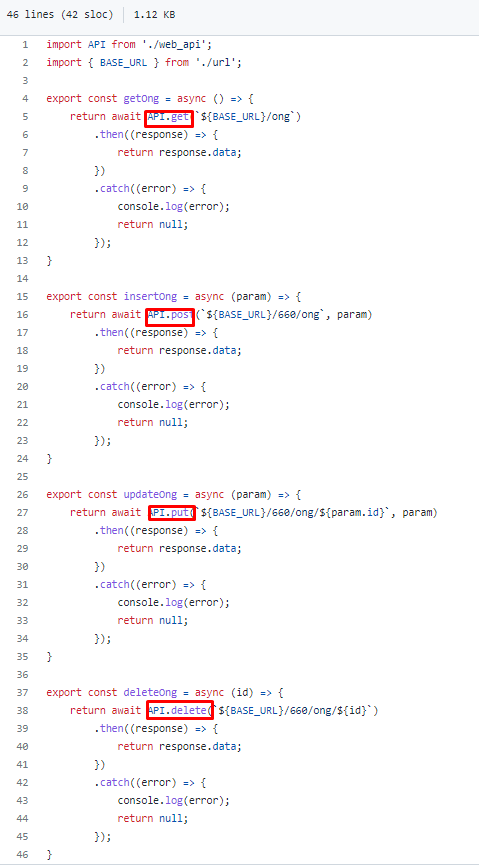 46 lines (42 sloc) 1.12 KB
1 import API from './web_api';
2 import { BASE_URL } from './url';
3
4 export const getOng = async () => {
5 return await API.get(`${BASE_URL}/ong`)
6 .then((response) => {
7 return response.data;
8 })
9 .catch((error) => {
10 console.log(error);
11 return null;
12 });
13 }
14
15 export const insertOng = async (param) => {
16 return await API.post(`${BASE_URL}/660/ong`, param)
17 .then((response) => {
18 return response.data;
19 })
20 .catch((error) => {
21 console.log(error);
22 return null;
23 });
24 }
25
26 export const updateOng = async (param) => {
27 return await API.put(`${BASE_URL}/660/ong/${param.id}`, param)
28 .then((response) => {
29 return response.data;
30 })
31 .catch((error) => {
32 console.log(error);
33 return null;
34 });
35 }
36
37 export const deleteOng = async (id) => {
38 return await API.delete(`${BASE_URL}/660/ong/${id}`)
39 .then((response) => {
40 return response.data;
41 })
42 .catch((error) => {
43 console.log(error);
44 return null;
45 });
46 }